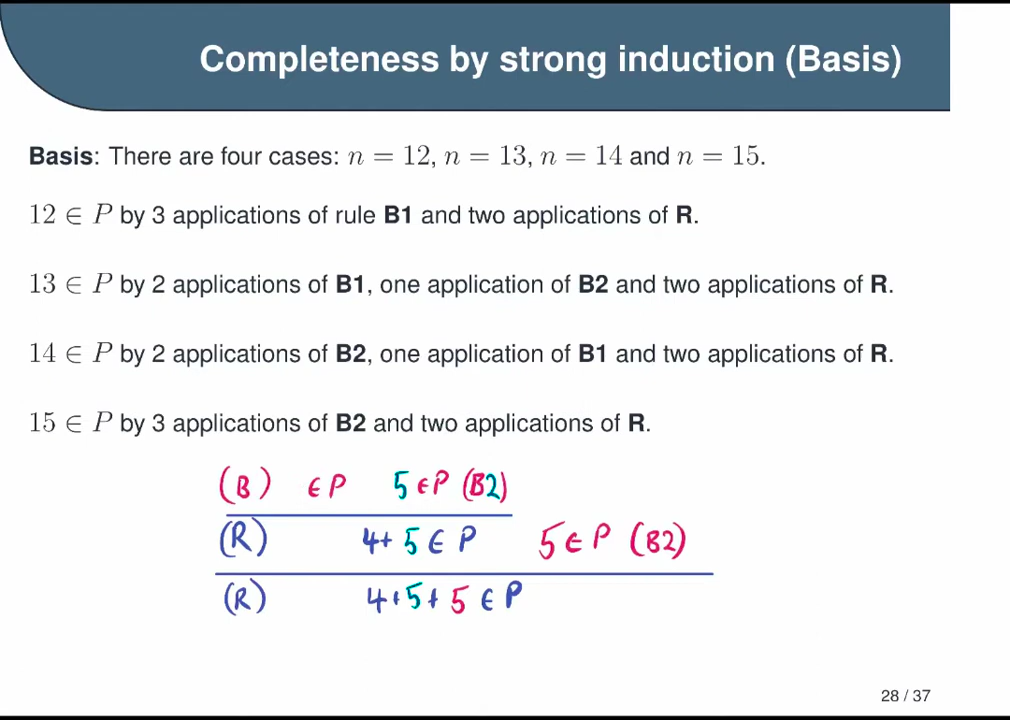 Completeness by strong induction (Basis)
Basis: There are four cases: n = 12, n = 13, n = 14 and n = 15.
12 ∈ P by 3 applications of rule B1 and two applications of R.
13 ∈ P by 2 applications of B1, one application of B2 and two applications of R.
14 ∈ P by 2 applications of B2, one application of B1 and two applications of R.
15 ∈ P by 3 applications of B2 and two applications of R.
(B ) ∈ P 5 ∈ P (B2)
(R) 4+ 5 ∈ P 5 ∈ P (B2)
(R) 4+5+ 5 ∈ P
28 / 37